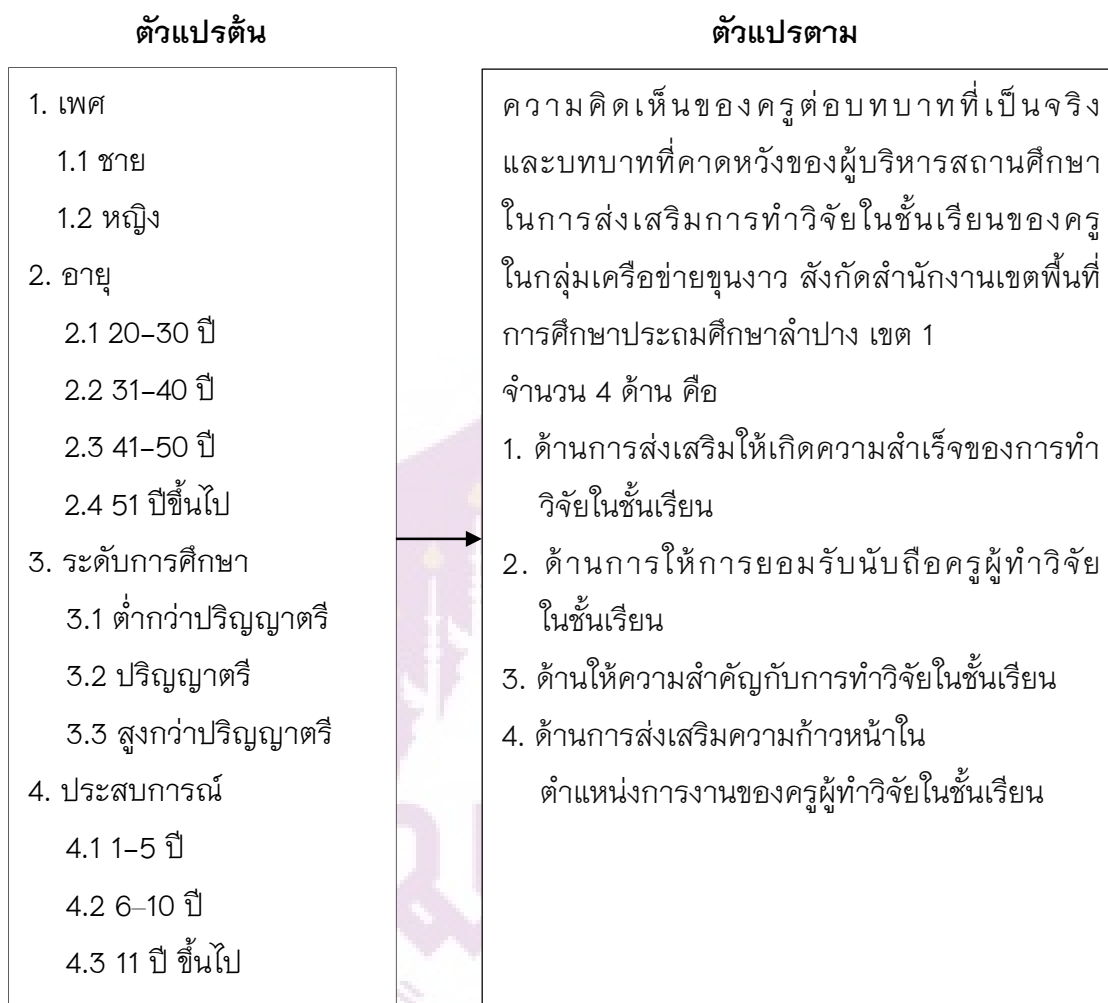 ตัวแปรต้น
1. เพศ
1.1 ชาย
1.2 หญิง
2. อายุ
2.1 20–30 ปี
2.2 31–40 ปี
2.3 41–50 ปี
2.4 51 ปีขึ้นไป
3. ระดับการศึกษา
3.1 ต่ำกว่าปริญญาตรี
3.2 ปริญญาตรี
3.3 สูงกว่าปริญญาตรี
4. ประสบการณ์
4.1 1–5 ปี
4.2 6–10 ปี
4.3 11 ปี ขึ้นไป
ตัวแปรตาม
ความคิดเห็นของครูต่อบทบาทที่เป็นจริง
และบทบาทที่คาดหวังของผู้บริหารสถานศึกษา
ในการส่งเสริมการทำวิจัยในชั้นเรียนของครู
ในกลุ่มเครือข่ายขุนงาว สังกัดสำนักงานเขตพื้นที่
การศึกษาประถมศึกษาลำปาง เขต 1
จำนวน 4 ด้าน คือ
1. ด้านการส่งเสริมให้เกิดความสำเร็จของการทำ
วิจัยในชั้นเรียน
2. ด้านการให้การยอมรับนับถือครูผู้ทำวิจัย
ในชั้นเรียน
3. ด้านให้ความสำคัญกับการทำวิจัยในชั้นเรียน
4. ด้านการส่งเสริมความก้าวหน้าใน
ตำแหน่งการงานของครูผู้ทำวิจัยในชั้นเรียน